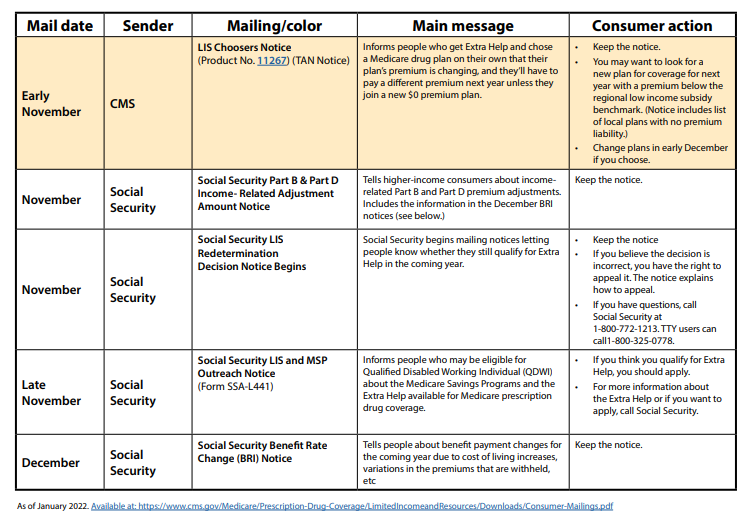 Mail date
Sender
Mailing/color
Main message
Consumer action
Early
November
CMS
LIS Choosers Notice
(Product No. 11267) (TAN Notice)
Informs people who get Extra Help and chose
a Medicare drug plan on their own that their
plan's premium is changing, and they'll have to
pay a different premium next year unless they
join a new $0 premium plan.
• Keep the notice.
• You may want to look for a
new plan for coverage for next
year with a premium below the
regional low income subsidy
benchmark. (Notice includes list
of local plans with no premium
liability.)
• Change plans in early December
if you choose.
November
Social
Security
Social Security Part B & Part D
Income- Related Adjustment
Amount Notice
Tells higher-income consumers about income-
related Part B and Part D premium adjustments.
Includes the information in the December BRI
notices (see below.)
Keep the notice.
November
Social
Security
Social Security LIS
Redetermination
Decision Notice Begins
Social Security begins mailing notices letting
people know whether they still qualify for Extra
Help in the coming year.
• Keep the notice
• If you believe the decision is
incorrect, you have the right to
appeal it. The notice explains
how to appeal.
• If you have questions, call
Social Security at
1-800-772-1213. TTY users can
call1-800-325-0778.
Late
November
Social
Security
Social Security LIS and MSP
Outreach Notice
(Form SSA-L441)
Informs people who may be eligible for
Qualified Disabled Working Individual (QDWI)
about the Medicare Savings Programs and the
Extra Help available for Medicare prescription
drug coverage.
• If you think you qualify for Extra
Help, you should apply.
• For more information about
the Extra Help or if you want to
apply, call Social Security.
December
Social
Security
Social Security Benefit Rate
Change (BRI) Notice
Tells people about benefit payment changes for
the coming year due to cost of living increases,
variations in the premiums that are withheld,
etc
Keep the notice.
As of January 2022. Available at: https://www.cms.gov/Medicare/Prescription-Drug-Coverage/LimitedIncomeandResources/Downloads/Consumer-Mailings.pdf